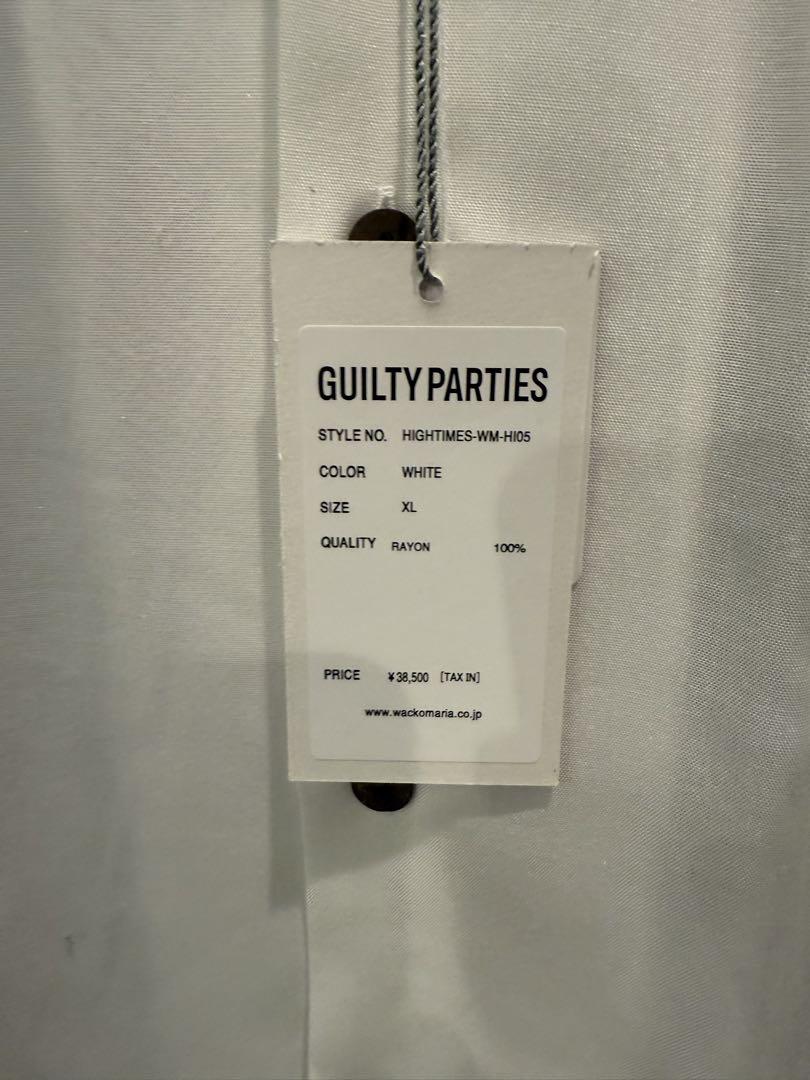 GUILTY PARTIES
STYLE NO. HIGHTIMES-WM-HI05
COLOR WHITE
SIZE XL
QUALITY RAYON 100%
PRICE ¥38,500 [TAX IN]
www.wackomaria.co.jp